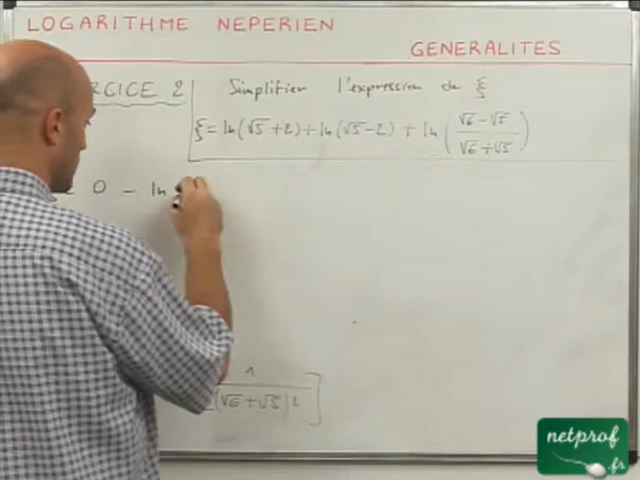 LOGARITHME NEPERIEN
GENERALITES
RCICE 2
Simplifier l'expression de ξ
ξ = ln(√5+2) + ln(√5-2) + ln((√6-√5)/(√6+√5))
= 0 - ln
1/(√6+√5)²
netprof.fr